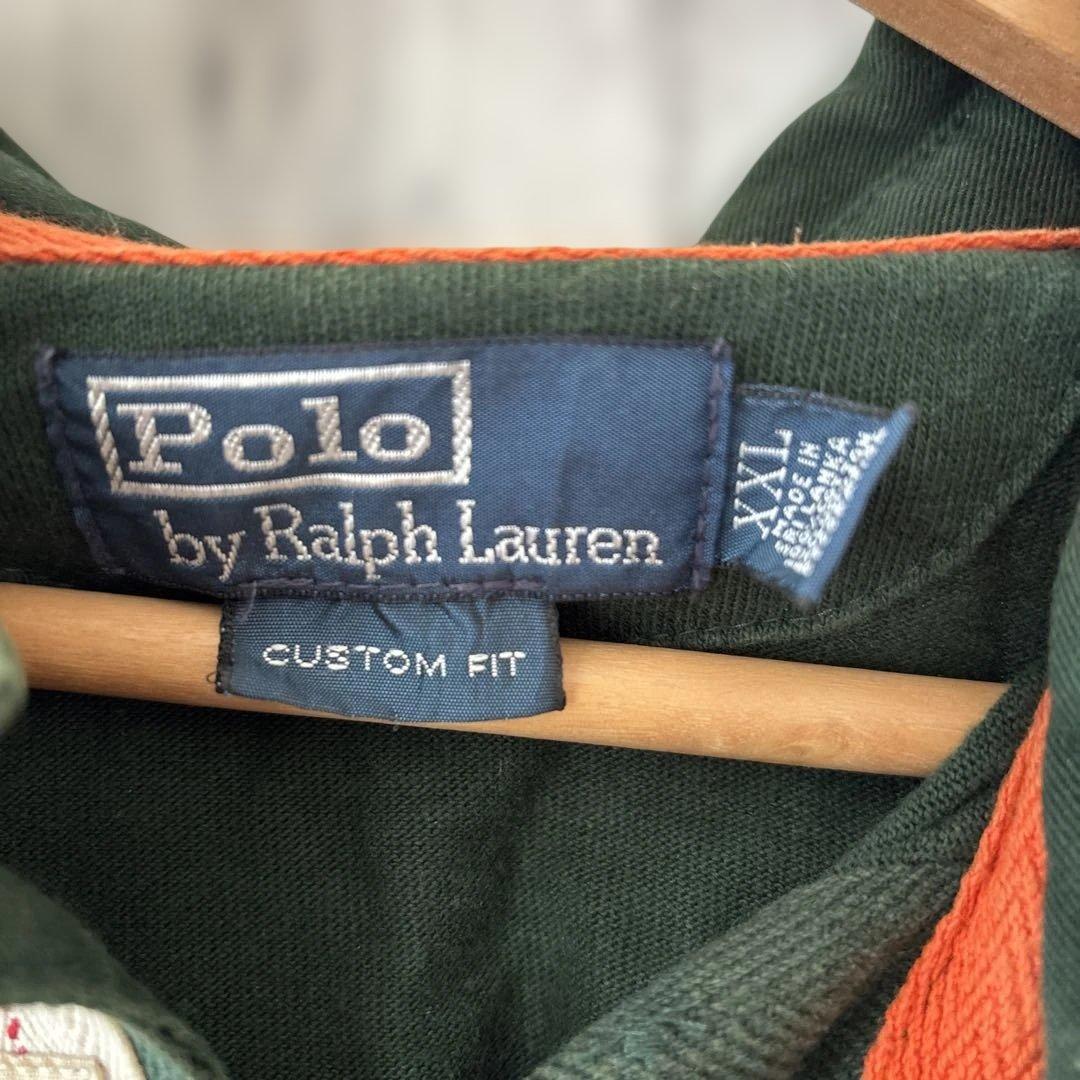 Polo
by Ralph Lauren
CUSTOM FIT
XXL
MADE IN
SRI LANKA